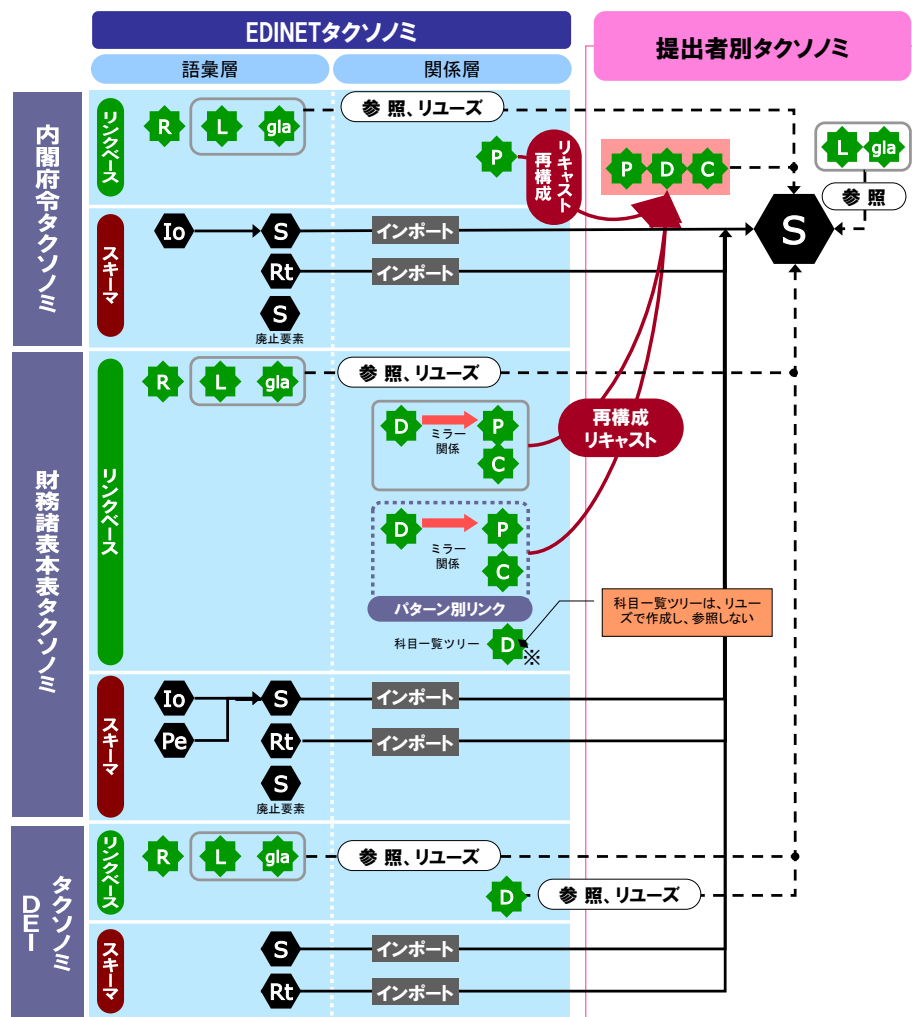 EDINETタクソノミ
提出者別タクソノミ
語彙層
関係層
内閣府令タクソノミ
リンクベース
R
L
gla
参照、リユーズ
P
リキャスト
再構成
P
D
C
L
gla
参照
S
スキーマ
Io
S
インポート
Rt
インポート
S
廃止要素
財務諸表本表タクソノミ
リンクベース
R
L
gla
参照、リユーズ
D
ミラー
関係
P
C
再構成
リキャスト
D
ミラー
関係
P
C
パターン別リンク
科目一覧ツリー
D
※
科目一覧ツリーは、リユー
ズで作成し、参照しない
スキーマ
Io
S
インポート
Pe
Rt
インポート
S
廃止要素
DEI
タクソノミ
リンクベース
R
L
gla
参照、リユーズ
D
参照、リユーズ
スキーマ
S
インポート
Rt
インポート